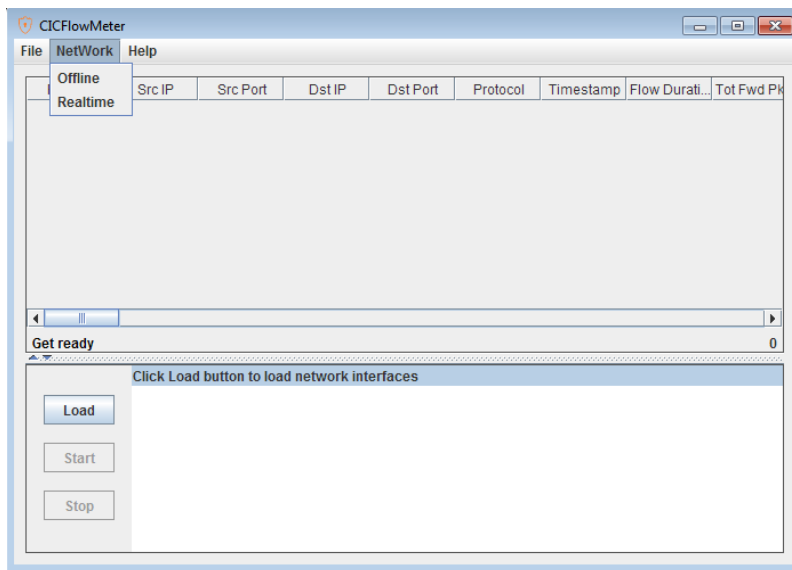 CICFlowMeter
File NetWork Help
Offline
Realtime
Src IP Src Port Dst IP Dst Port Protocol Timestamp Flow Durati... Tot Fwd Pk
Get ready 0
Click Load button to load network interfaces
Load
Start
Stop